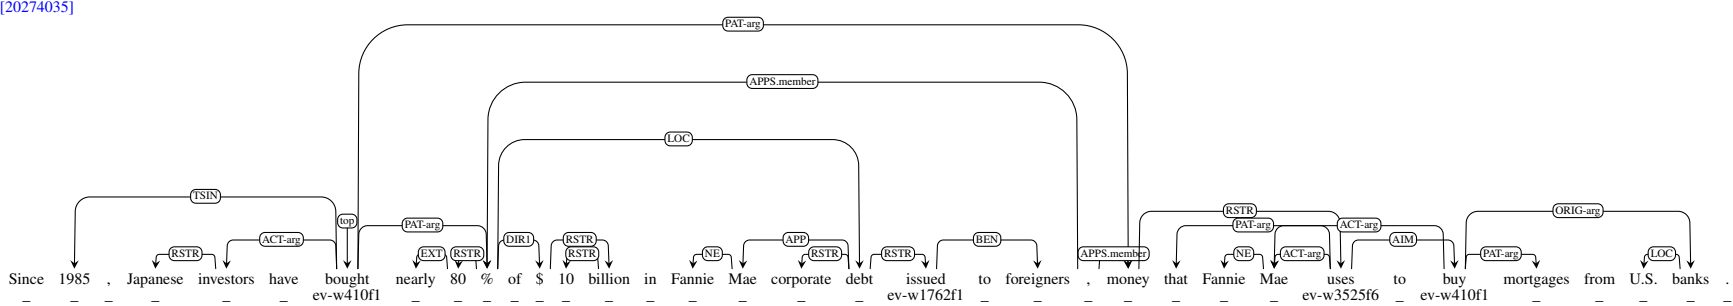 [20274035]
PAT-arg
APPS.member
LOC
TSIN
top
RSTR
PAT-arg
ACT-arg
ORIG-arg
RSTR
ACT-arg
PAT-arg
EXT
RSTR
DIR1
RSTR
RSTR
NE
APP
RSTR
RSTR
BEN
APPS.member
NE
ACT-arg
AIM
PAT-arg
LOC
Since 1985 , Japanese investors have bought nearly 80 % of $ 10 billion in Fannie Mae corporate debt issued to foreigners , money that Fannie Mae uses to buy mortgages from U.S. banks .
_ _ _ _ _ _ ev-w410f1 _ _ _ _ _ _ _ _ _ _ _ _ ev-w1762f1 _ _ _ _ _ _ _ ev-w3525f6 _ ev-w410f1 _ _ _ _ _